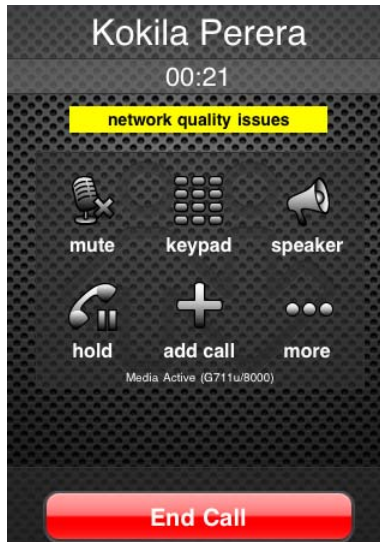 Kokila Perera
00:21
network quality issues
mute keypad speaker
hold add call more
Media Active (G711u/8000)
End Call